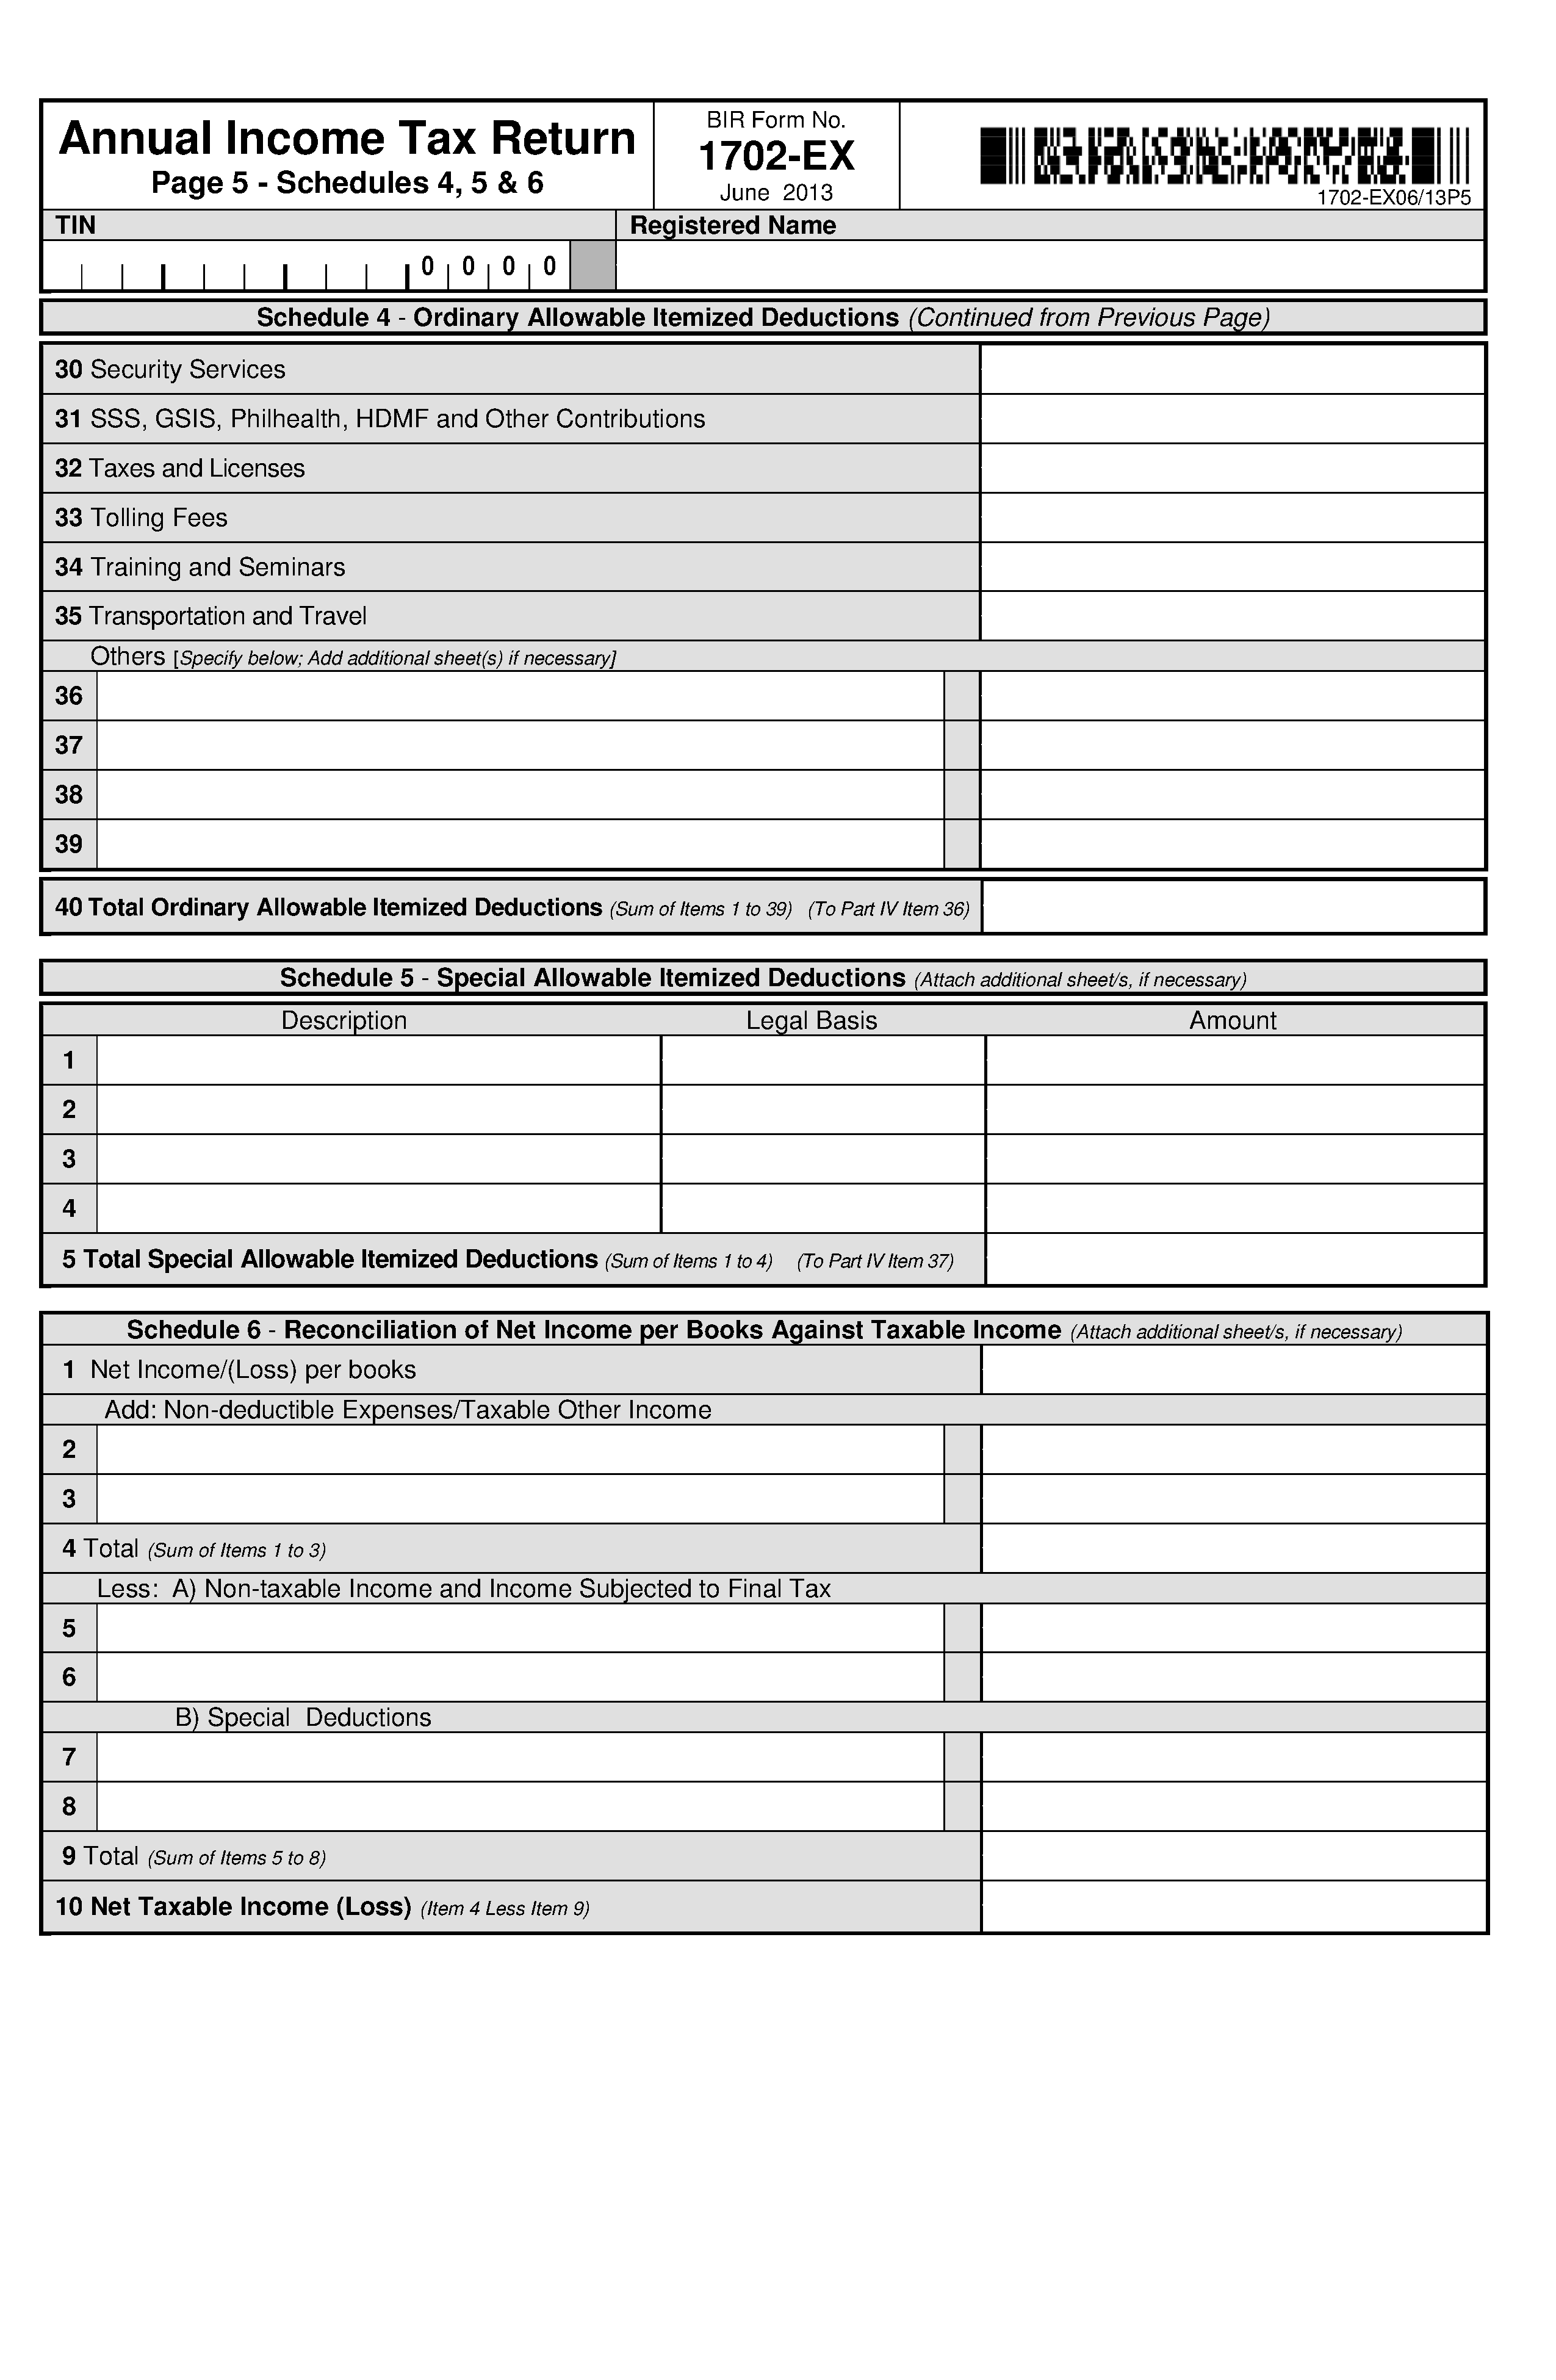 Annual Income Tax Return
Page 5 - Schedules 4, 5 & 6
BIR Form No.
1702-EX
June 2013
1702-EX06/13P5
TIN
Registered Name
0 0 0 0
Schedule 4 - Ordinary Allowable Itemized Deductions (Continued from Previous Page)
30 Security Services
31 SSS, GSIS, Philhealth, HDMF and Other Contributions
32 Taxes and Licenses
33 Tolling Fees
34 Training and Seminars
35 Transportation and Travel
Others [Specify below; Add additional sheet(s) if necessary]
36
37
38
39
40 Total Ordinary Allowable Itemized Deductions (Sum of Items 1 to 39) (To Part IV Item 36)
Schedule 5 - Special Allowable Itemized Deductions (Attach additional sheet/s, if necessary)
Description Legal Basis Amount
1
2
3
4
5 Total Special Allowable Itemized Deductions (Sum of Items 1 to 4) (To Part IV Item 37)
Schedule 6 - Reconciliation of Net Income per Books Against Taxable Income (Attach additional sheet/s, if necessary)
1 Net Income/(Loss) per books
Add: Non-deductible Expenses/Taxable Other Income
2
3
4 Total (Sum of Items 1 to 3)
Less: A) Non-taxable Income and Income Subjected to Final Tax
5
6
B) Special Deductions
7
8
9 Total (Sum of Items 5 to 8)
10 Net Taxable Income (Loss) (Item 4 Less Item 9)